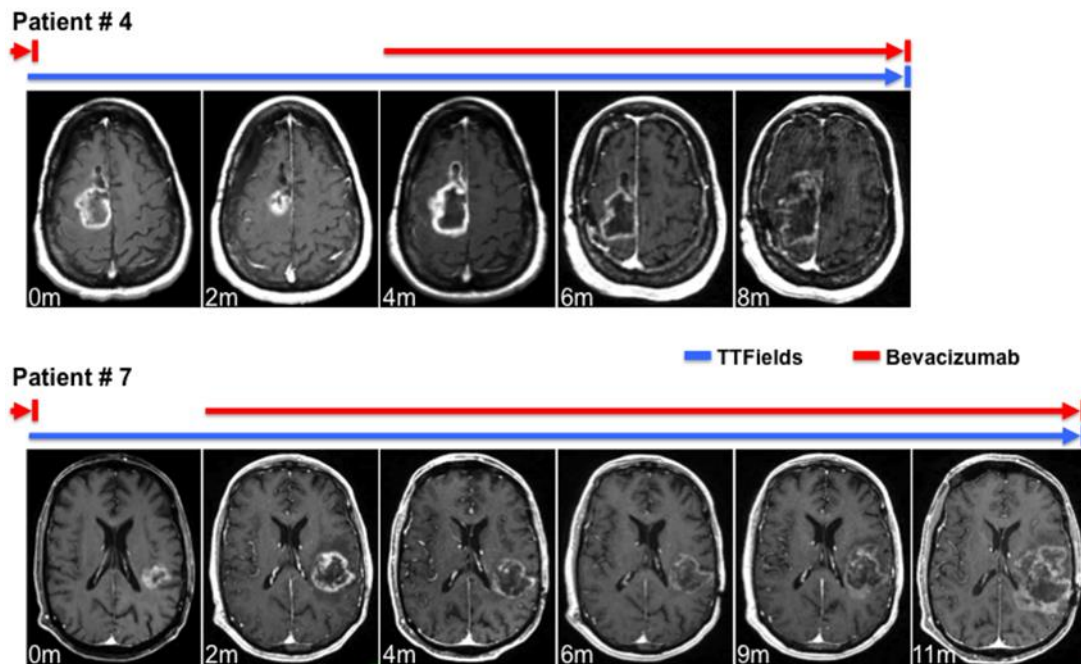 Patient # 4
0m 2m 4m 6m 8m
TTFields Bevacizumab
Patient # 7
0m 2m 4m 6m 9m 11m